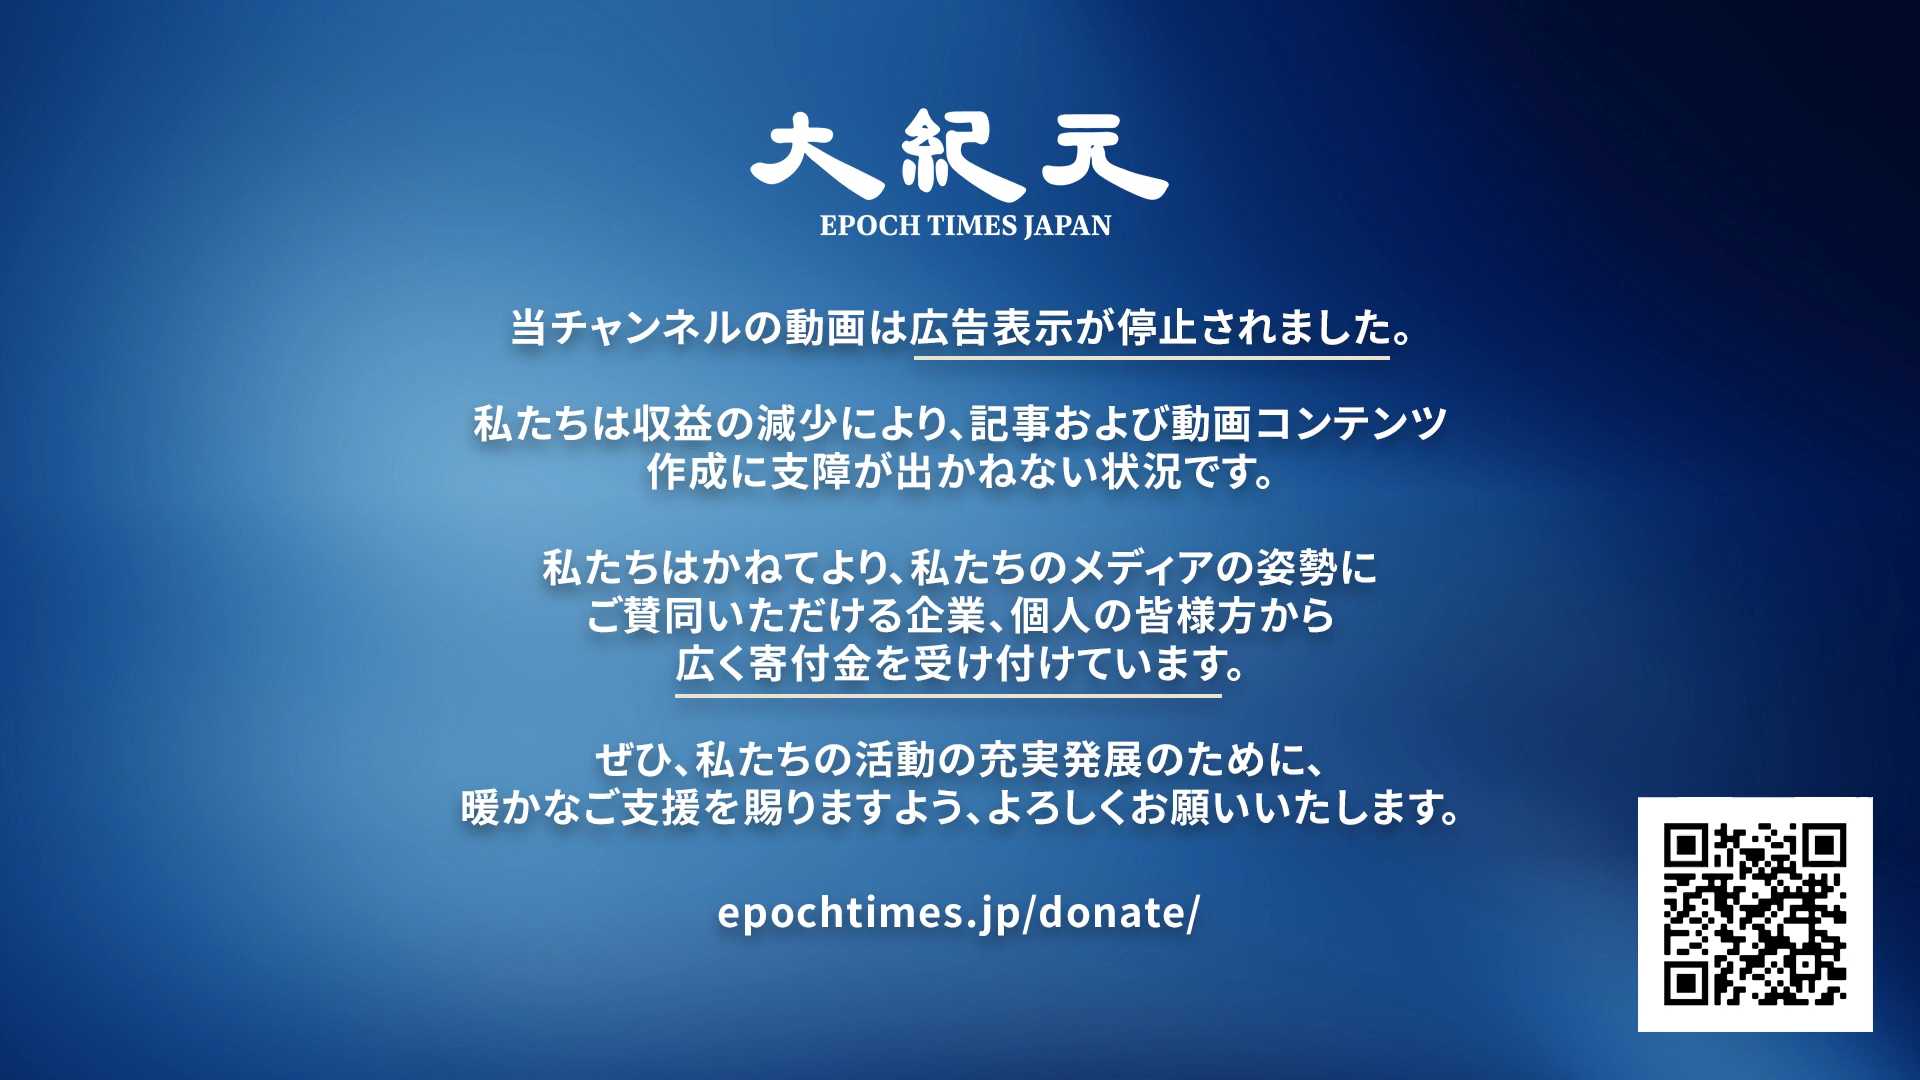 大紀元
EPOCH TIMES JAPAN
当チャンネルの動画は広告表示が停止されました。
私たちは収益の減少により、記事および動画コンテンツ
作成に支障が出かねない状況です。
私たちはかねてより、私たちのメディアの姿勢に
ご賛同いただける企業、個人の皆様方から
広く寄付金を受け付けています。
ぜひ、私たちの活動の充実発展のために、
暖かなご支援を賜りますよう、よろしくお願いいたします。
epochtimes.jp/donate/